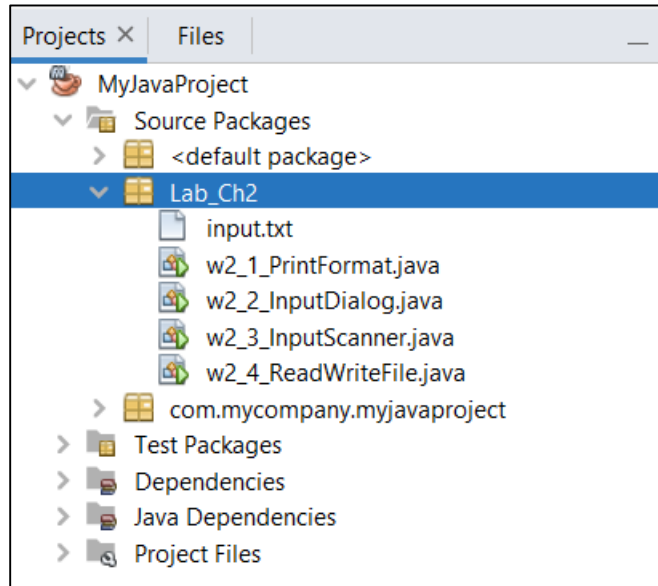 Projects × Files
MyJavaProject
Source Packages
<default package>
Lab_Ch2
input.txt
w2_1_PrintFormat.java
w2_2_InputDialog.java
w2_3_InputScanner.java
w2_4_ReadWriteFile.java
com.mycompany.myjavaproject
Test Packages
Dependencies
Java Dependencies
Project Files